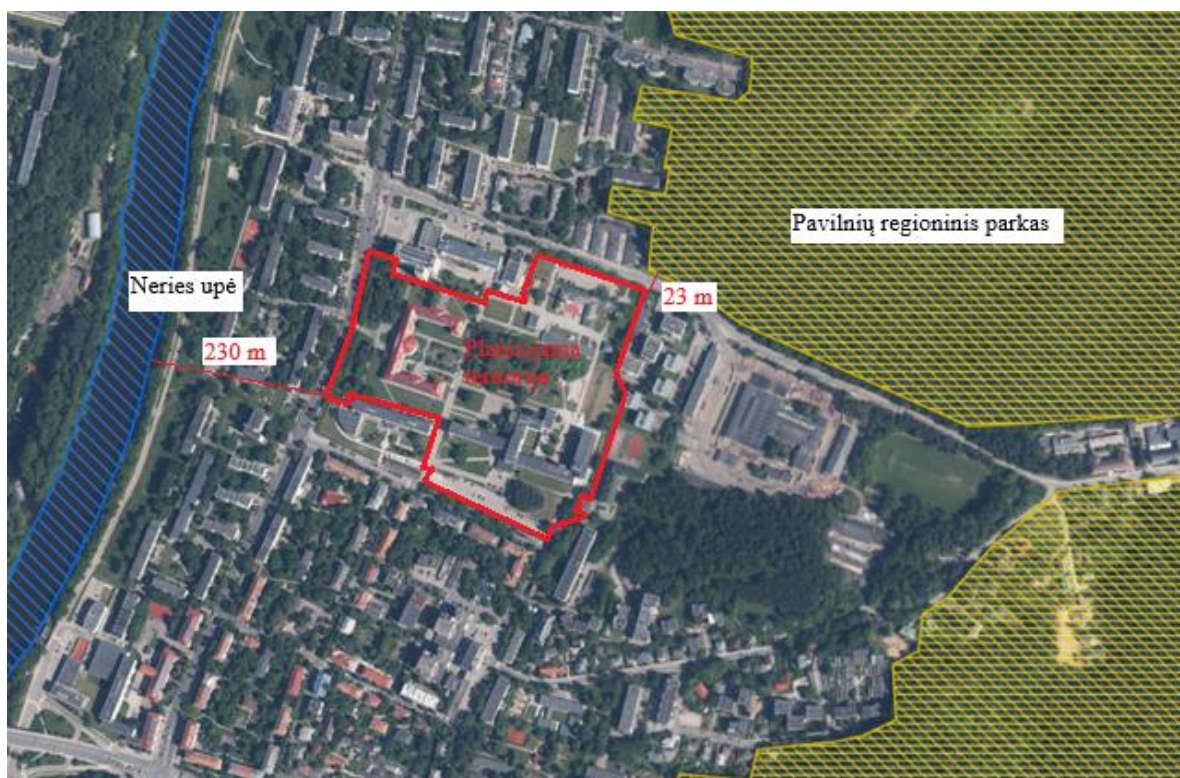 Pavilnių regioninis parkas
Neries upė
23 m
230 m
Planuojama
teritorija